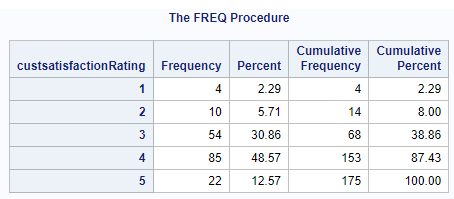 The FREQ Procedure
Cumulative Cumulative
custsatisfactionRating Frequency Percent Frequency Percent
1 4 2.29 4 2.29
2 10 5.71 14 8.00
3 54 30.86 68 38.86
4 85 48.57 153 87.43
5 22 12.57 175 100.00